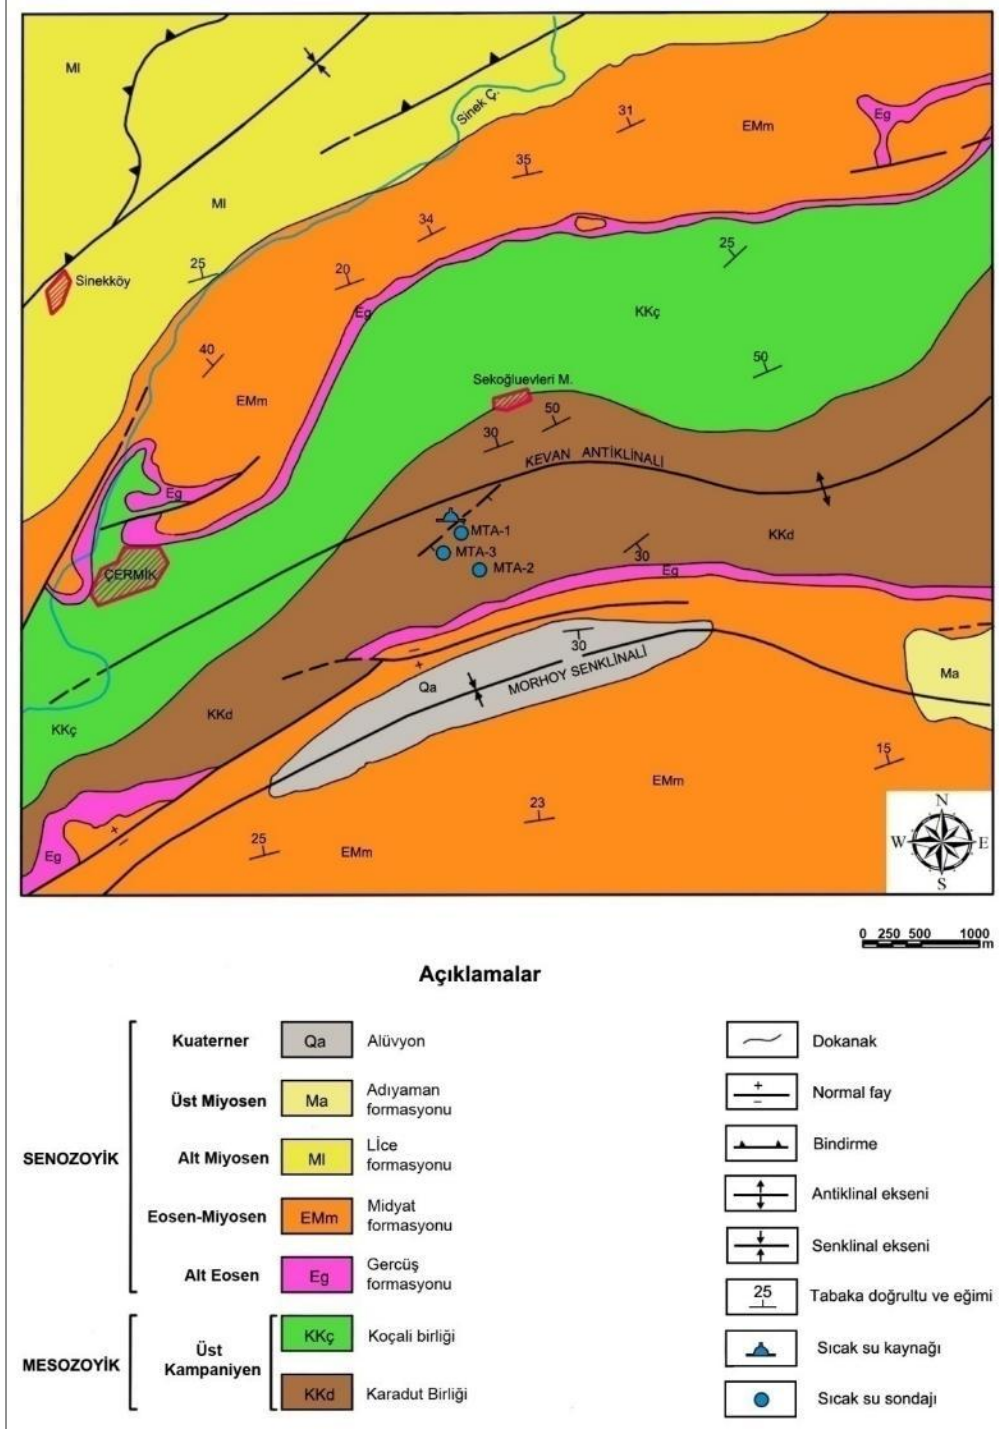 Ml
Sinek Ç.
31
EMm
Eg
35
Ml
34
25
25
20
Sinekköy
Eg
KKç
40
50
Sekoğluevleri M.
EMm
50
30
KEVAN ANTİKLİNALİ
Eg
MTA-1
KKd
MTA-3
30
MTA-2
Eg
ÇERMİK
30
-
+
MORHOY SENKLİNALİ
Ma
Qa
KKd
KKç
15
EMm
23
+
-
25
EMm
Eg
N
W
E
S
0 250 500 1000
m
Açıklamalar
SENOZOYİK
Kuaterner
Qa
Alüvyon
Üst Miyosen
Ma
Adıyaman
formasyonu
Alt Miyosen
Ml
Lİce
formasyonu
Eosen-Miyosen
EMm
Midyat
formasyonu
Alt Eosen
Eg
Gercüş
formasyonu
MESOZOYİK
Üst
Kampaniyen
KKç
Koçali birliği
KKd
Karadut Birliği
Dokanak
+
-
Normal fay
Bindirme
Antiklinal ekseni
Senklinal ekseni
25
Tabaka doğrultu ve eğimi
Sıcak su kaynağı
Sıcak su sondajı